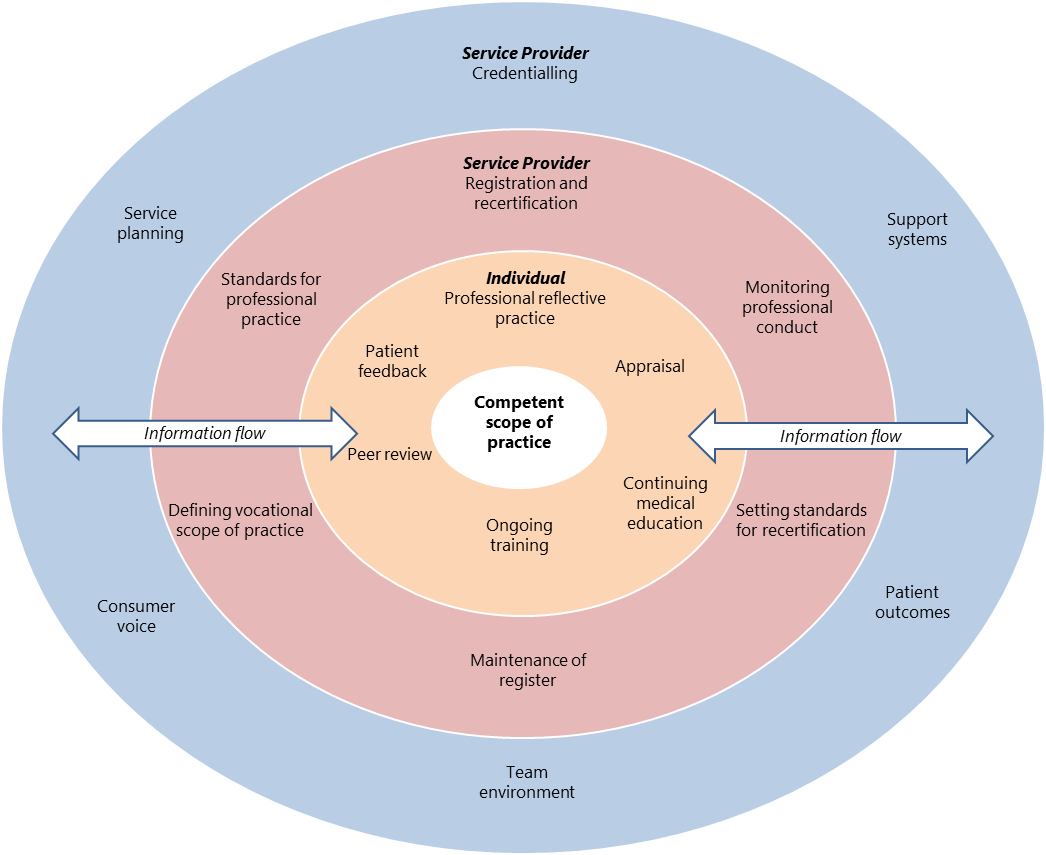 Service Provider
Credentialling
Service Provider
Registration and
recertification
Service
planning
Support
systems
Individual
Professional reflective
practice
Standards for
professional
practice
Monitoring
professional
conduct
Patient
feedback
Appraisal
Competent
scope of
practice
Information flow
Information flow
Peer review
Continuing
medical
education
Defining vocational
scope of practice
Setting standards
for recertification
Ongoing
training
Consumer
voice
Patient
outcomes
Maintenance of
register
Team
environment